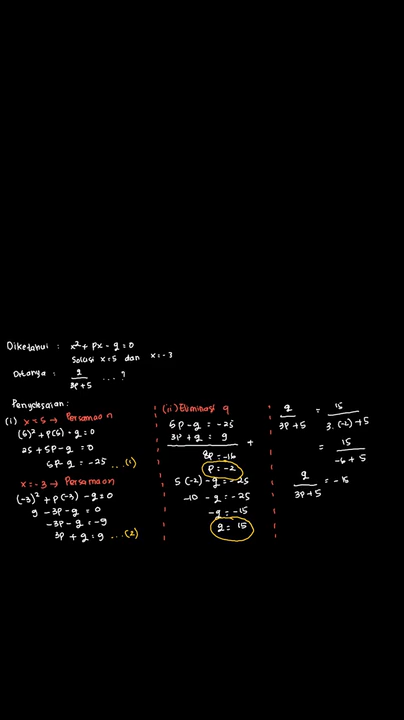 Diketahui : x² + px - q = 0
Solusi x = 5 dan x = -3
Ditanya : q / 3p + 5 ... ?
Penyelesaian :
(i) x = 5 → Persamaan
(5)² + p(5) - q = 0
25 + 5p - q = 0
5p - q = -25 ... (1)
x = -3 → Persamaan
(-3)² + p(-3) - q = 0
9 - 3p - q = 0
-3p - q = -9
3p + q = 9 ... (2)
(ii) Eliminasi q
5p - q = -25
3p + q = 9 +
8p = -16
p = -2
5(-2) - q = -25
-10 - q = -25
-q = -15
q = 15
q / 3p + 5 = 15 / 3.(-2) + 5
= 15 / -6 + 5
q / 3p + 5 = -15